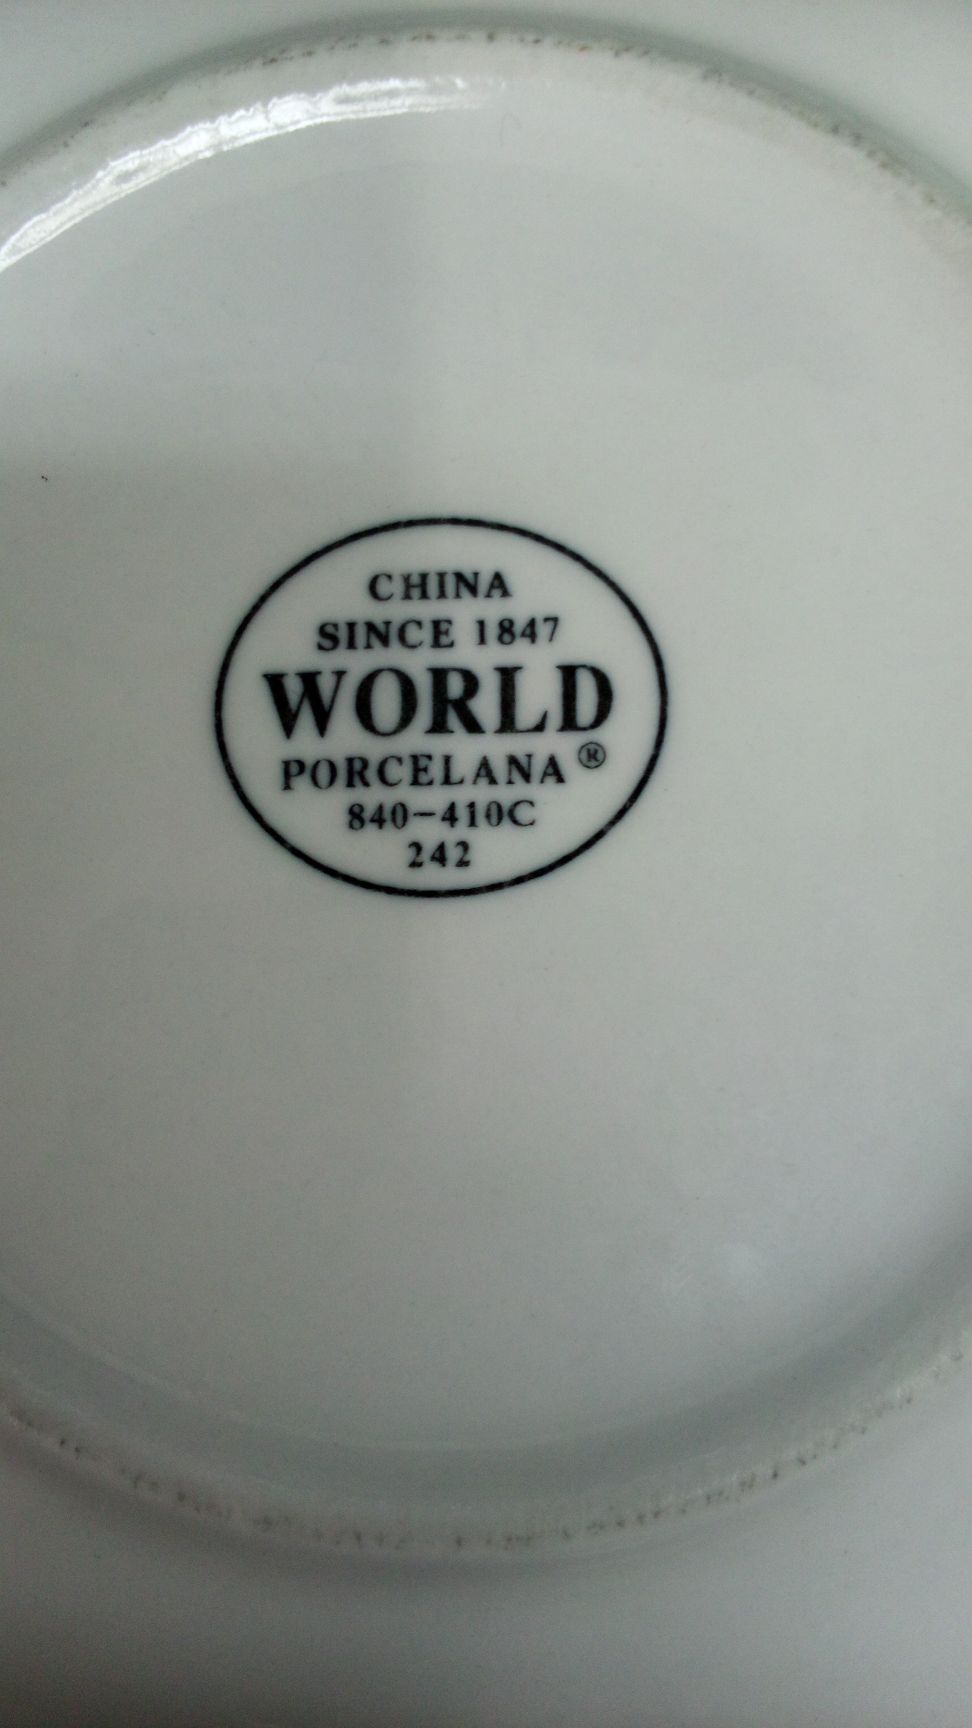 CHINA
SINCE 1847
WORLD
PORCELANA®
840-410C
242